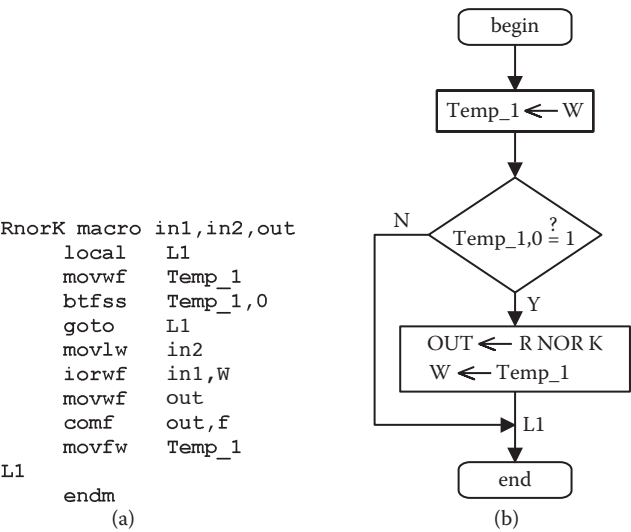 RnorK macro in1,in2,out
local L1
movwf Temp_1
btfss Temp_1,0
goto L1
movlw in2
iorwf in1,W
movwf out
comf out,f
movfw Temp_1
L1
endm
(a)
begin
Temp_1 ← W
N
?
Temp_1,0 = 1
Y
OUT ← R NOR K
W ← Temp_1
L1
end
(b)